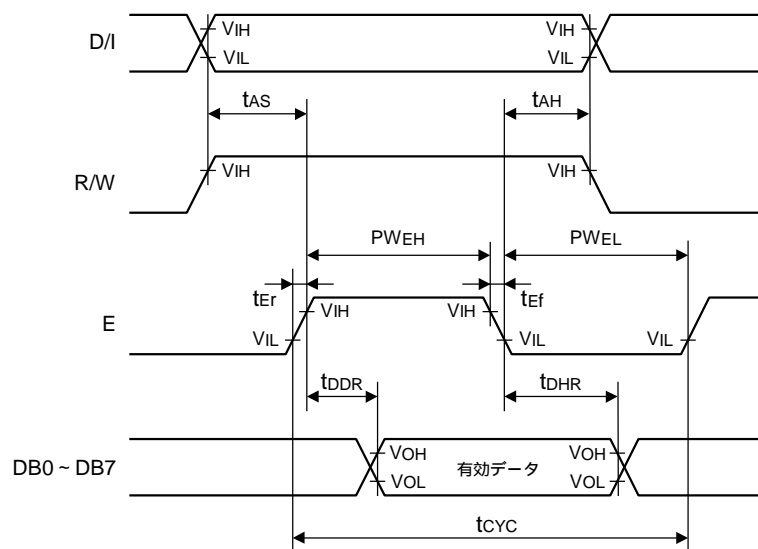 D/I
VIH
VIH
VIL
VIL
tAS
tAH
R/W
VIH
VIH
PWEH
PWEL
tEr
tEf
E
VIH
VIH
VIL
VIL
VIL
tDDR
tDHR
DB0 ~ DB7
VOH
VOH
VOL
有効データ
VOL
tCYC